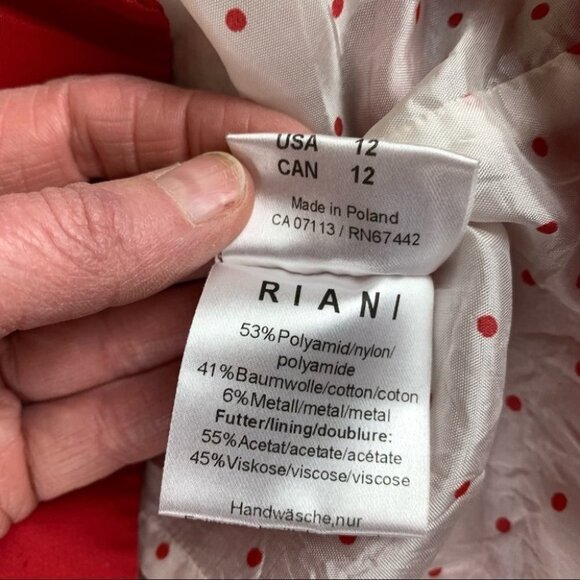 USA 12
CAN 12
Made in Poland
CA 07113 / RN67442
RIANI
53%Polyamid/nylon/
polyamide
41%Baumwolle/cotton/coton
6%Metall/metal/metal
Futter/lining/doublure:
55%Acetat/acetate/acétate
45%Viskose/viscose/viscose
Handwäsche,nur